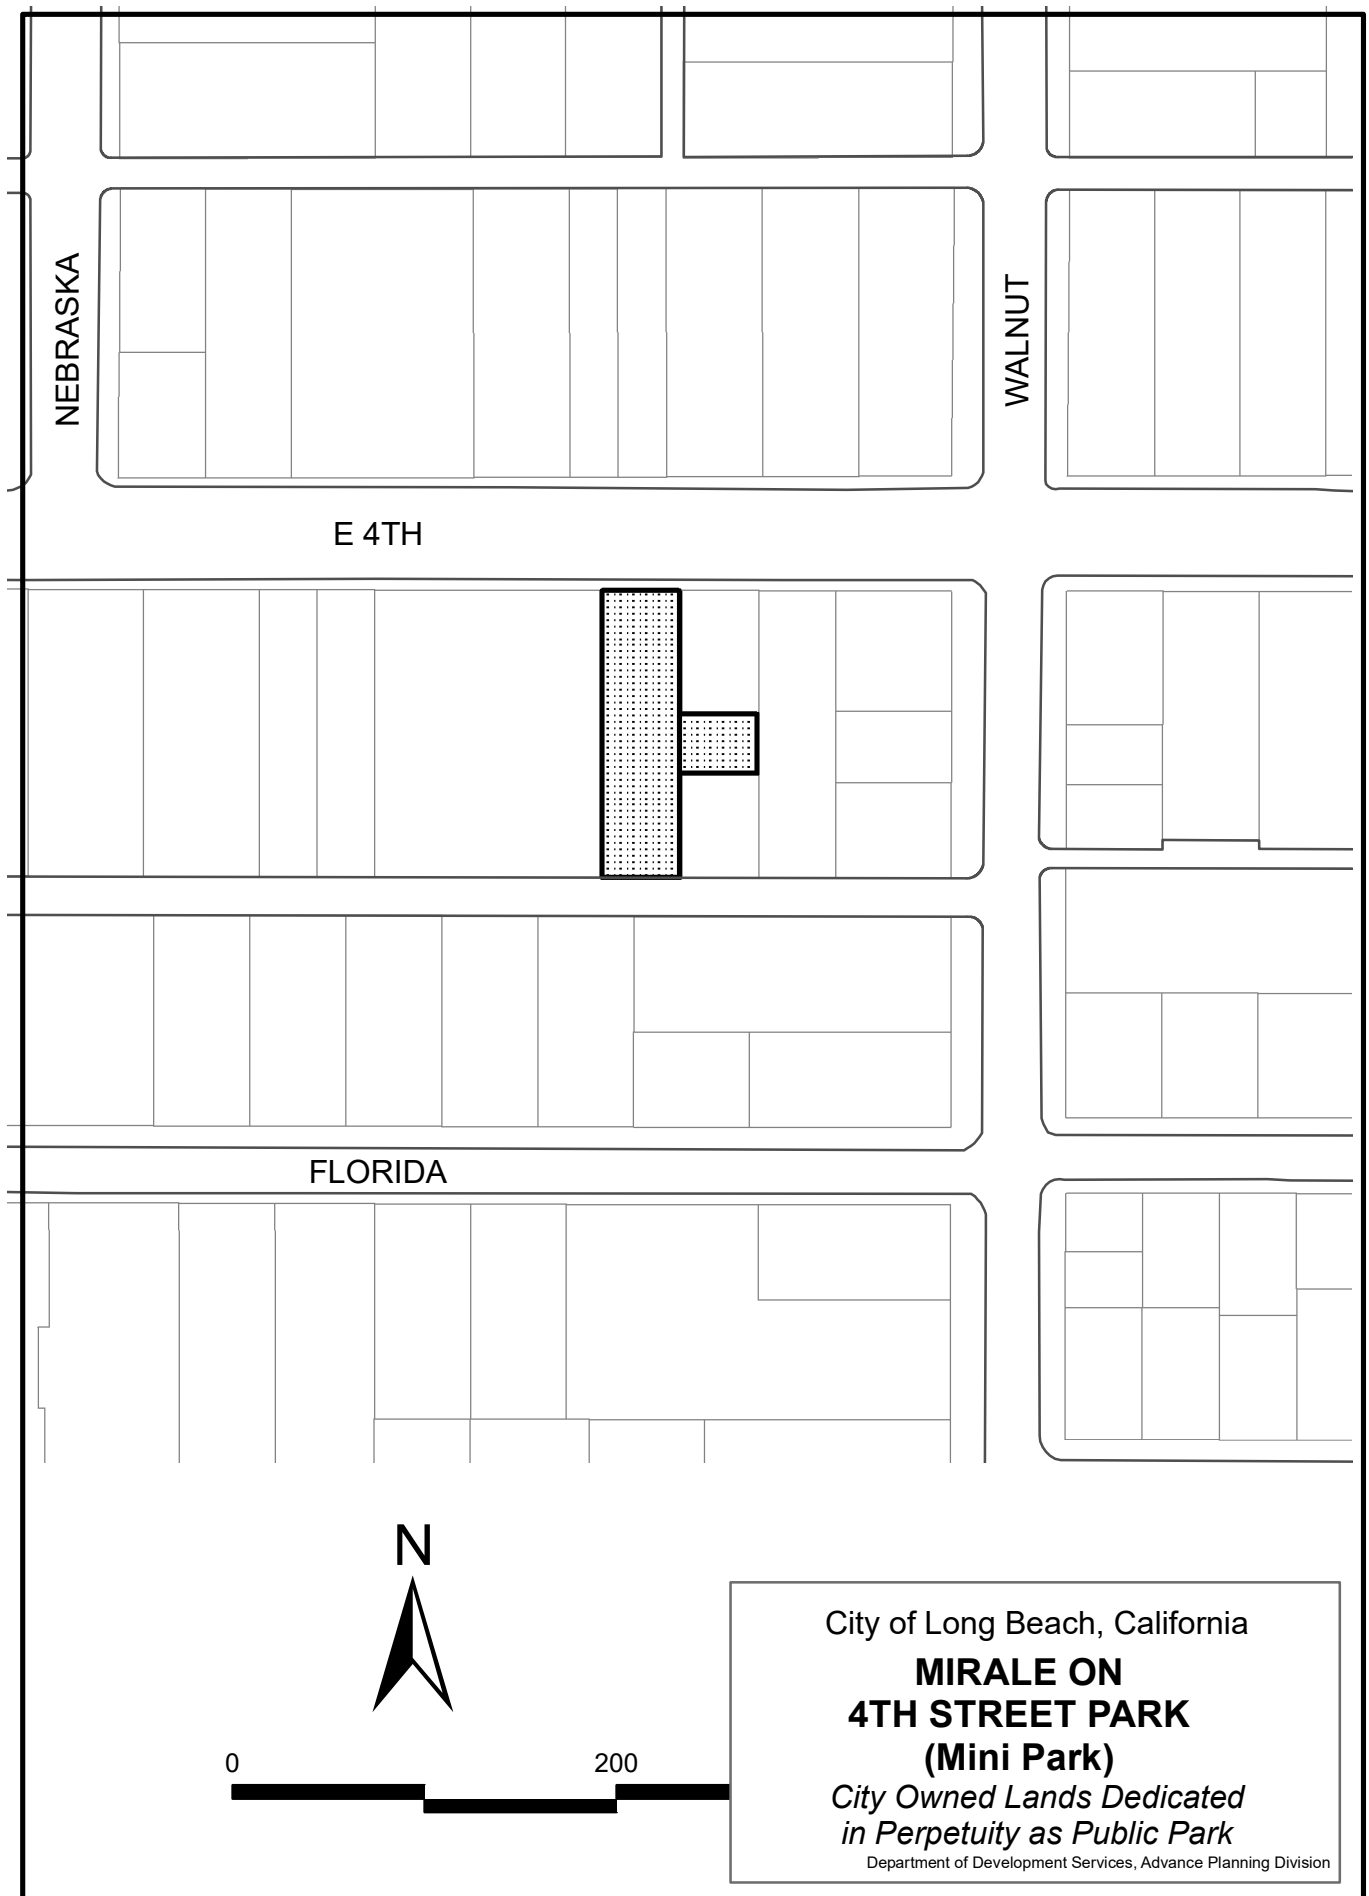 NEBRASKA
WALNUT
E 4TH
FLORIDA
N
0
200
City of Long Beach, California
MIRALE ON
4TH STREET PARK
(Mini Park)
City Owned Lands Dedicated
in Perpetuity as Public Park
Department of Development Services, Advance Planning Division